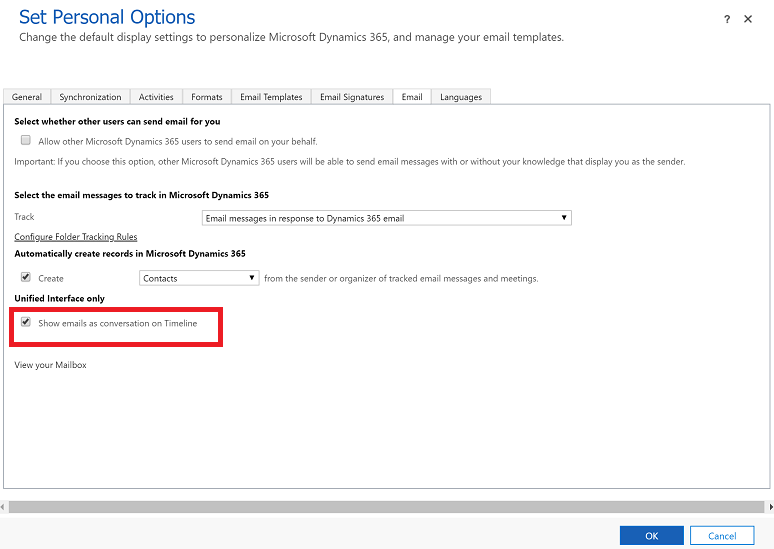 Set Personal Options
? ✕
Change the default display settings to personalize Microsoft Dynamics 365, and manage your email templates.
General Synchronization Activities Formats Email Templates Email Signatures Email Languages
Select whether other users can send email for you
Allow other Microsoft Dynamics 365 users to send email on your behalf.
Important: If you choose this option, other Microsoft Dynamics 365 users will be able to send email messages with or without your knowledge that display you as the sender.
Select the email messages to track in Microsoft Dynamics 365
Track Email messages in response to Dynamics 365 email
Configure Folder Tracking Rules
Automatically create records in Microsoft Dynamics 365
Create Contacts from the sender or organizer of tracked email messages and meetings.
Unified Interface only
Show emails as conversation on Timeline
View your Mailbox
OK Cancel